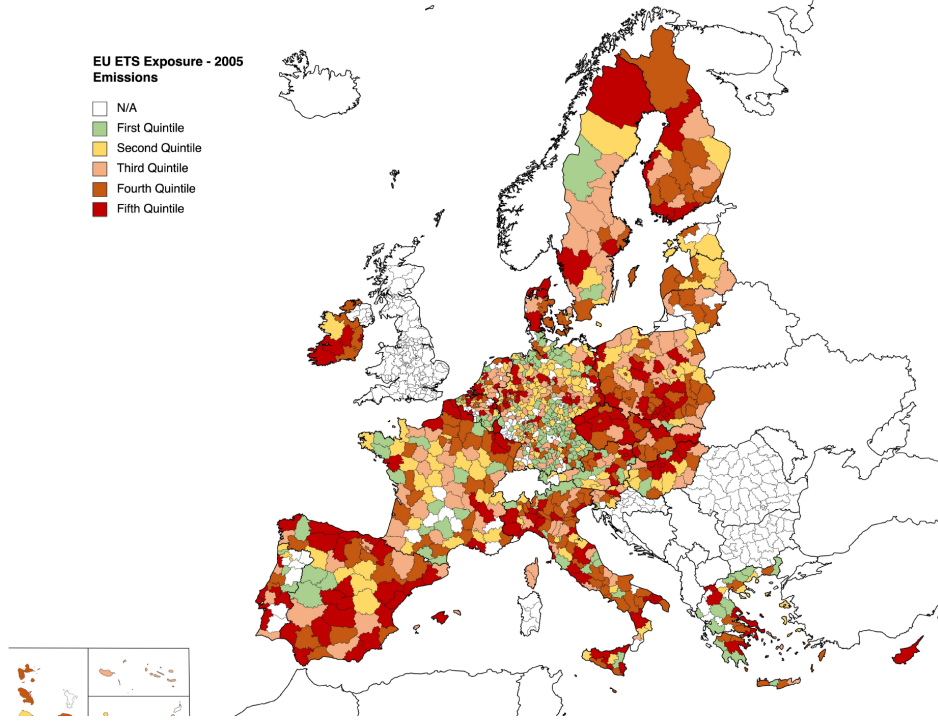 EU ETS Exposure - 2005
Emissions
N/A
First Quintile
Second Quintile
Third Quintile
Fourth Quintile
Fifth Quintile